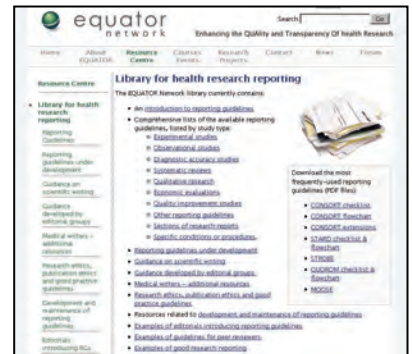 equator
network
Search
Go
Enhancing the QUAlity and Transparency Of health Research
Home
About EQUATOR
Resource Centre
Courses Events
Research Projects
Contact
News
Forum
Resource Centre
Library for health
research
reporting
Reporting
Guidelines
Reporting
guidelines under
development
Guidance on
scientific writing
Guidance
developed by
editorial groups
Medical writers –
additional
resources
Research ethics,
publication ethics
and good practice
guidelines
Development and
maintenance of
reporting
guidelines
Editorials
introducing RGs
Library for health research reporting
The EQUATOR Network library currently contains:
An introduction to reporting guidelines
Comprehensive lists of the available reporting
guidelines, listed by study type:
Experimental studies
Observational studies
Diagnostic accuracy studies
Systematic reviews
Qualitative research
Economic evaluations
Quality improvement studies
Other reporting guidelines
Sections of research reports
Specific conditions or procedures.
Reporting guidelines under development
Guidance on scientific writing
Guidance developed by editorial groups.
Medical writers – additional resources
Research ethics, publication ethics and good
practice guidelines
Resources related to development and maintenance of reporting guidelines
Examples of editorials introducing reporting guidelines
Examples of guidelines for peer reviewers
Examples of good research reporting
Download the most
frequently-used reporting
guidelines (PDF files)
CONSORT checklist
CONSORT flowchart
CONSORT extensions
STARD checklist &
flowchart
STROBE
QUOROM checklist &
flowchart
MOOSE